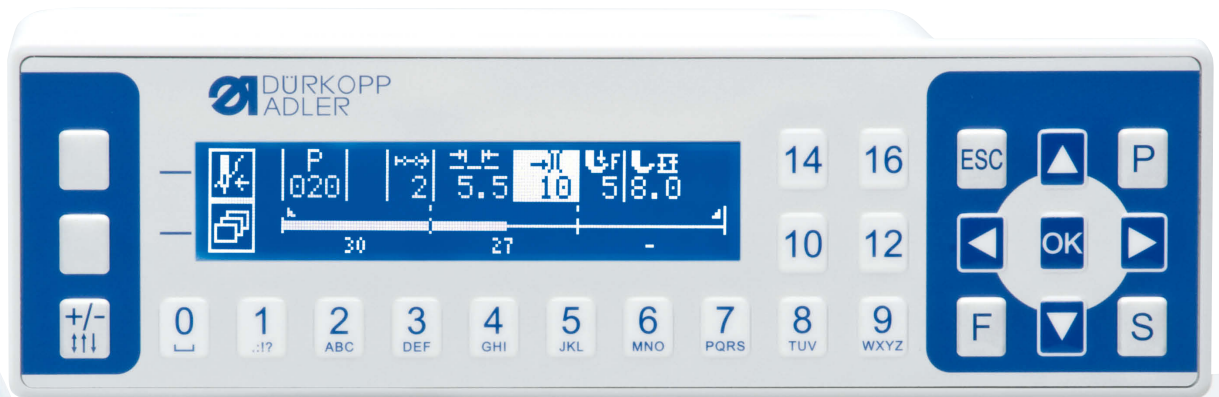 DÜRKOPP
ADLER
P
020 2 5.5 10 F 5 8.0
30 27 -
14 16
10 12
ESC P
OK
F S
+/-
0 1 2 3 4 5 6 7 8 9
.:!? ABC DEF GHI JKL MNO PQRS TUV WXYZ